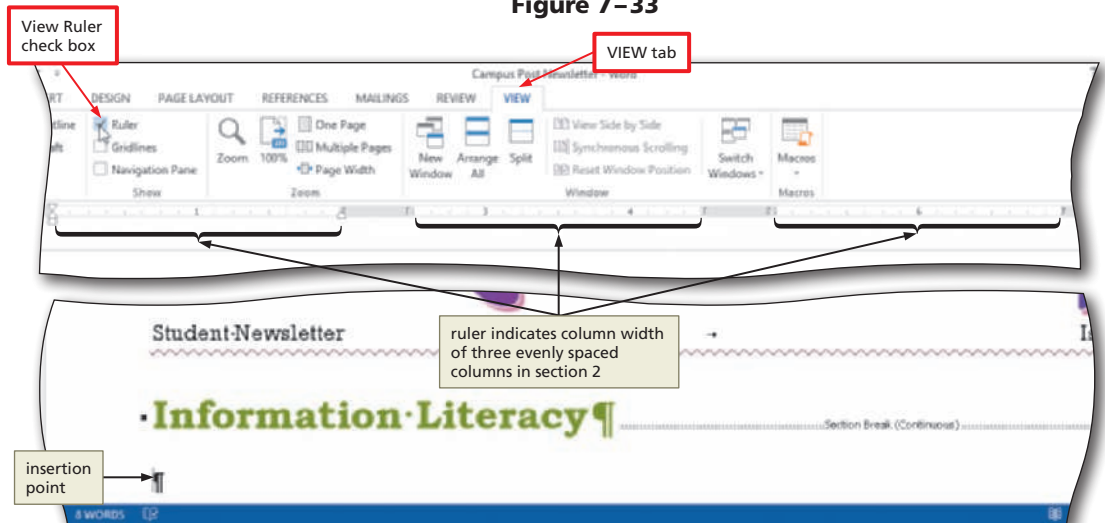 Figure 7–33
View Ruler
check box
VIEW tab
Campus Post Newsletter - Word
RT DESIGN PAGE LAYOUT REFERENCES MAILINGS REVIEW VIEW
Ruler
Gridlines
Navigation Pane
Show
Zoom
100%
One Page
Multiple Pages
Page Width
Zoom
New
Window
Arrange
All
Split
View Side by Side
Synchronous Scrolling
Reset Window Position
Window
Switch
Windows
Macros
Macros
1 3 4 6
Student·Newsletter
ruler indicates column width
of three evenly spaced
columns in section 2
Information·Literacy¶
Section Break (Continuous)
insertion
point
¶
8 WORDS